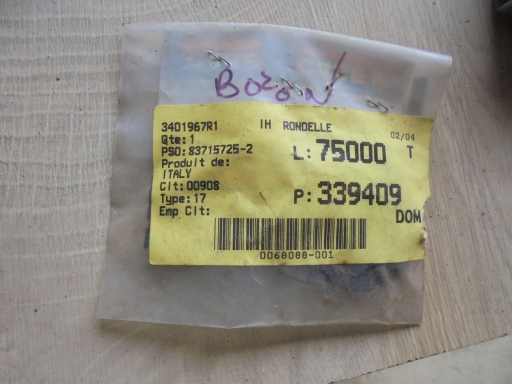 BOZON
3401967R1 IH RONDELLE 02/04
Qte: 1
PSO: 83715725-2 L: 75000 T
Produit de:
ITALY
Clt: 00908 P: 339409
Type: 17 DOM
Emp Clt:
0068088-001